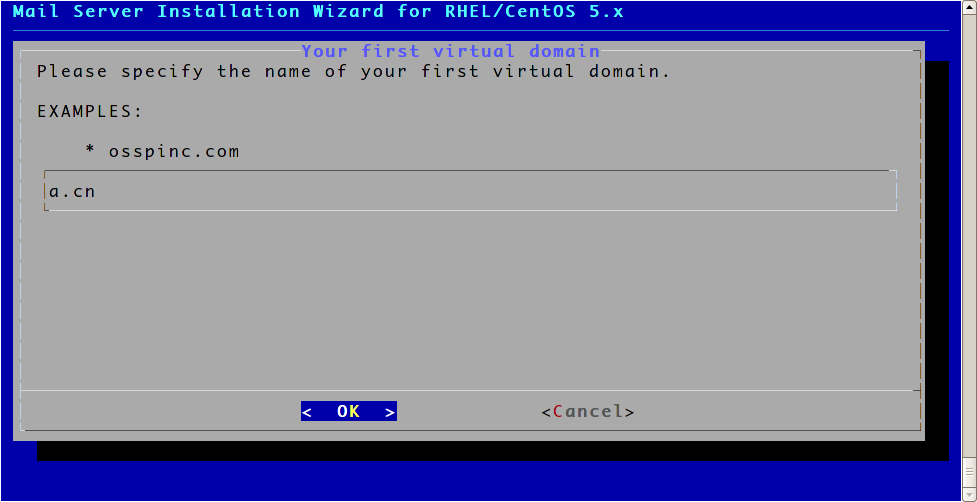 Mail Server Installation Wizard for RHEL/CentOS 5.x
Your first virtual domain
Please specify the name of your first virtual domain.
EXAMPLES:
* osspinc.com
a.cn
< OK > <Cancel>